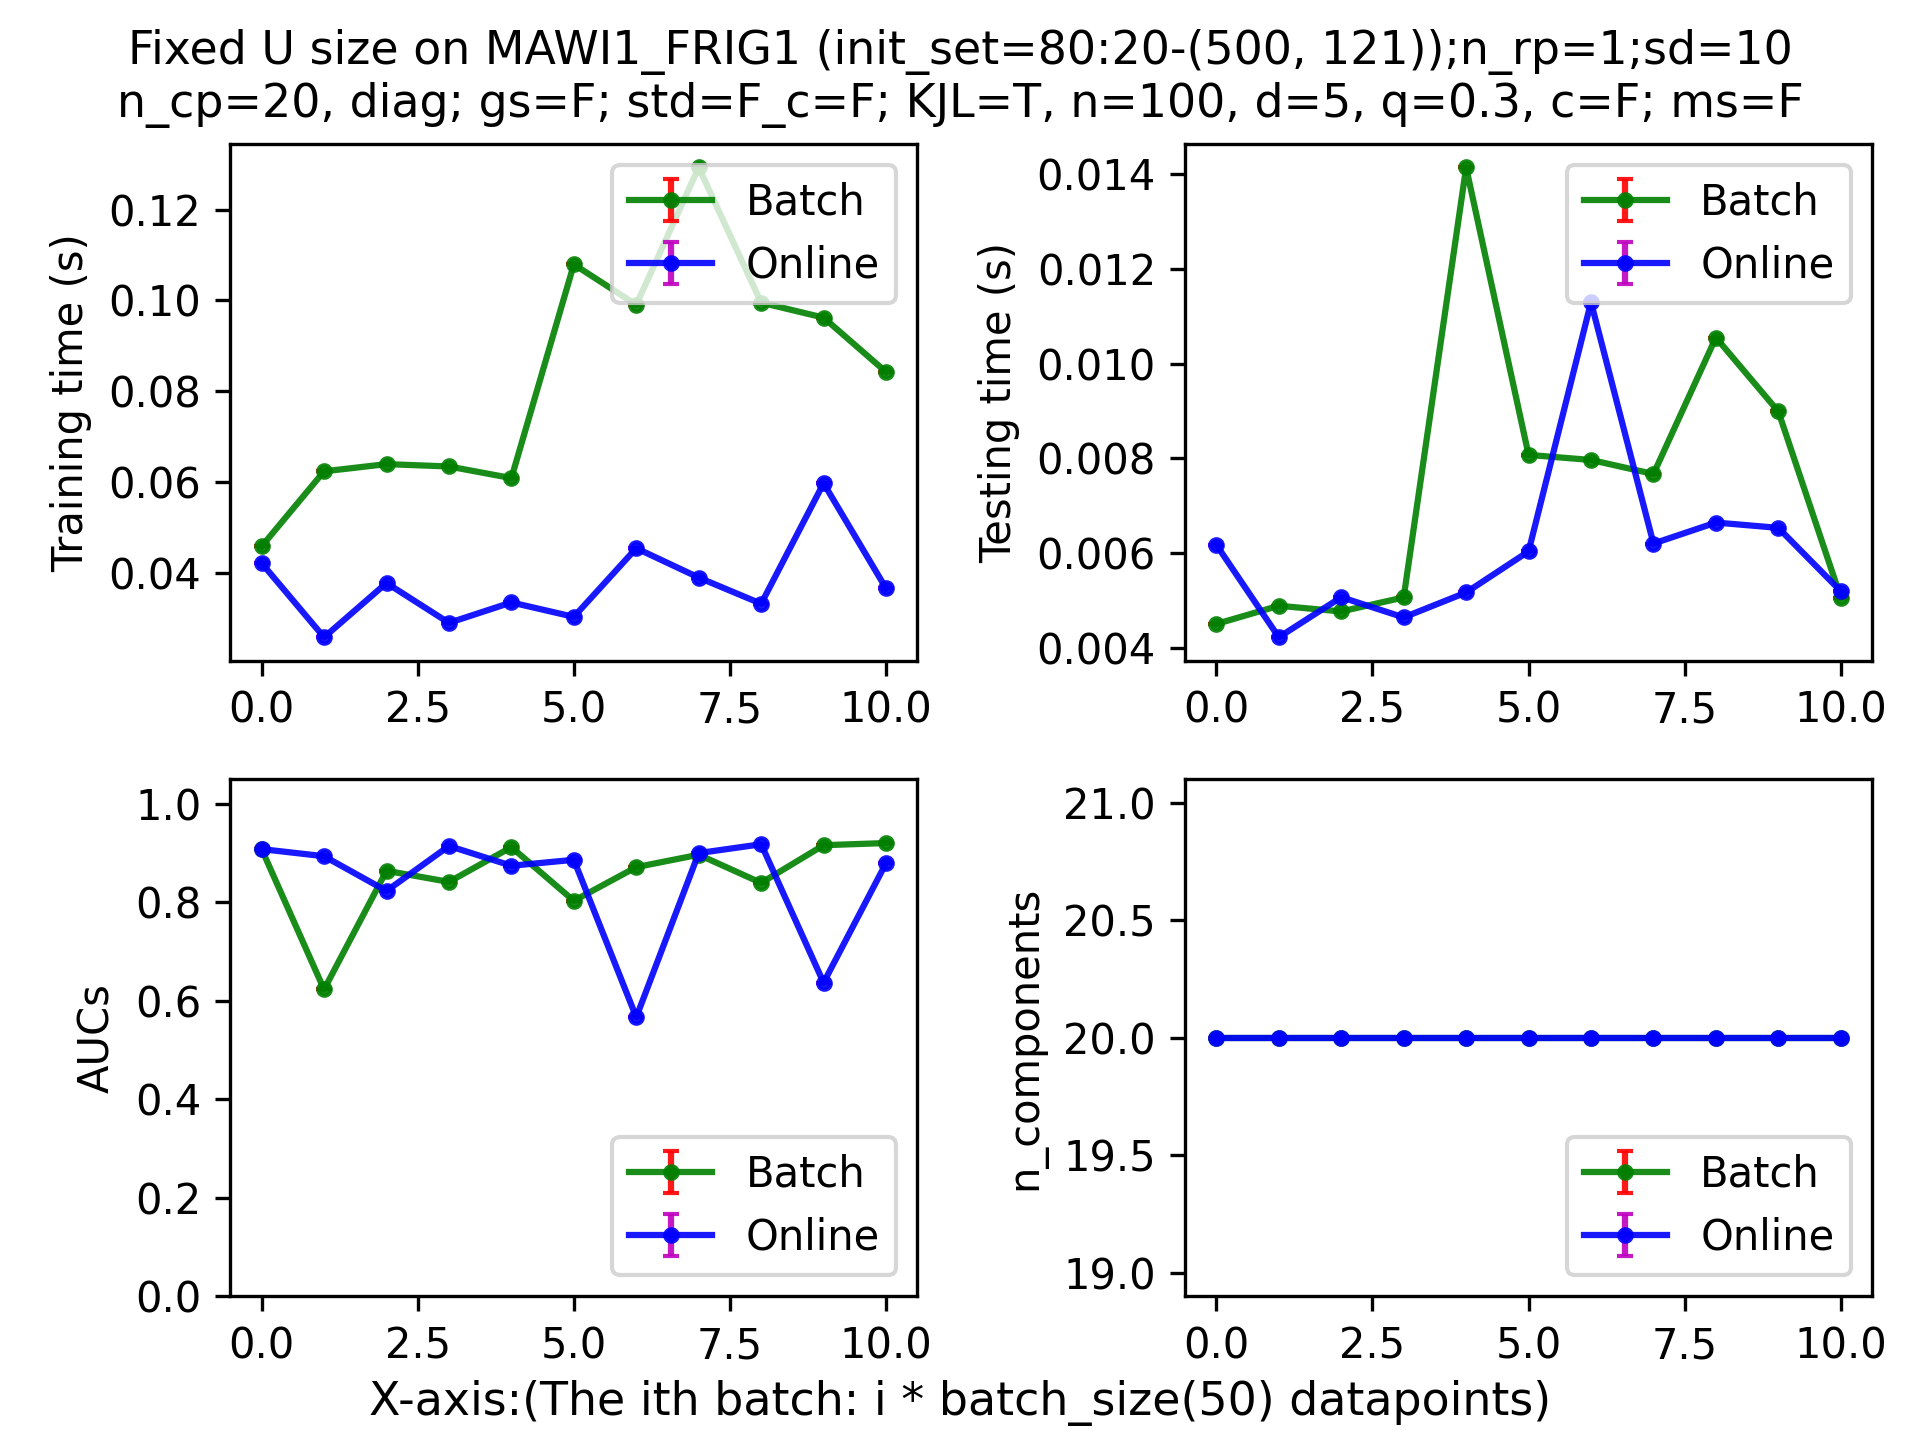 Fixed U size on MAWI1_FRIG1 (init_set=80:20-(500, 121));n_rp=1;sd=10
n_cp=20, diag; gs=F; std=F_c=F; KJL=T, n=100, d=5, q=0.3, c=F; ms=F
Training time (s)
0.12
0.10
0.08
0.06
0.04
0.0 2.5 5.0 7.5 10.0
Batch
Online
Testing time (s)
0.014
0.012
0.010
0.008
0.006
0.004
0.0 2.5 5.0 7.5 10.0
Batch
Online
AUCs
1.0
0.8
0.6
0.4
0.2
0.0
0.0 2.5 5.0 7.5 10.0
Batch
Online
n_components
21.0
20.5
20.0
19.5
19.0
0.0 2.5 5.0 7.5 10.0
Batch
Online
X-axis:(The ith batch: i * batch_size(50) datapoints)